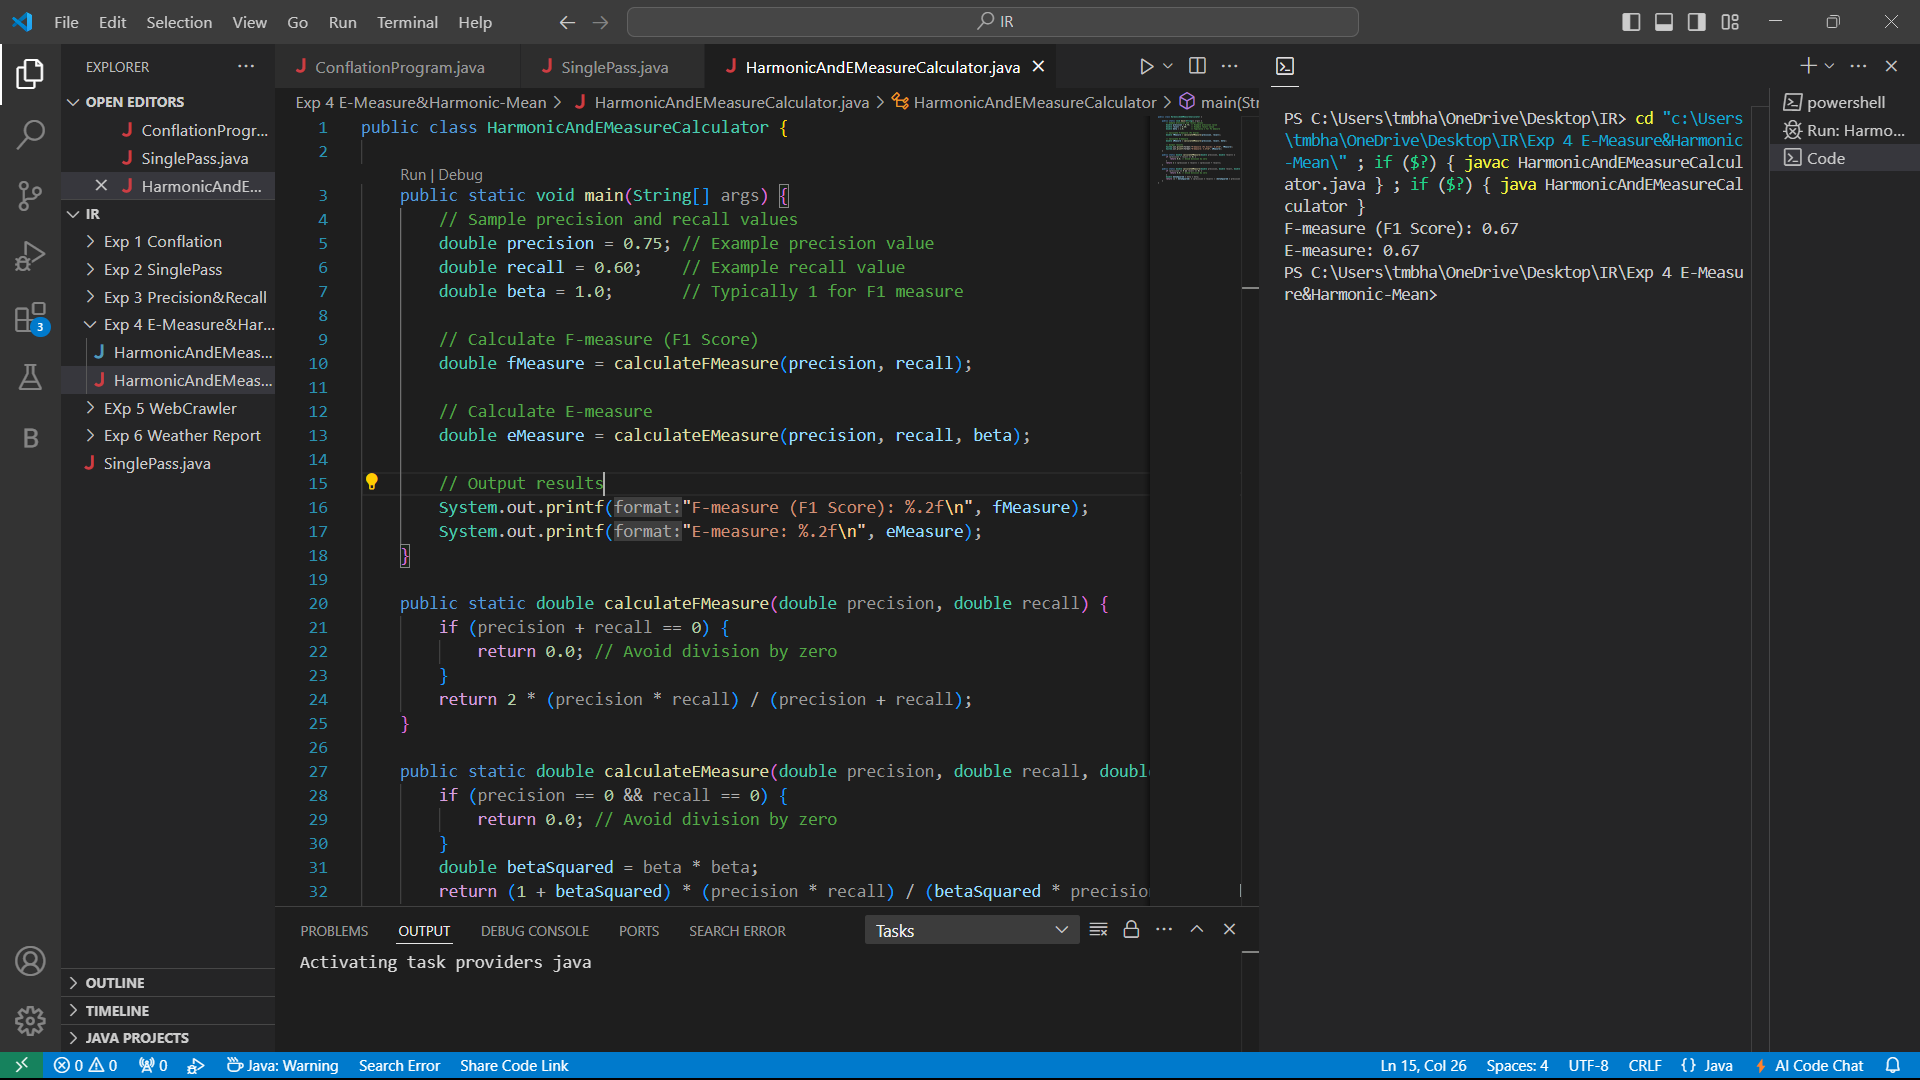 File Edit Selection View Go Run Terminal Help
IR
EXPLORER
OPEN EDITORS
ConflationProgr...
SinglePass.java
HarmonicAndE...
IR
Exp 1 Conflation
Exp 2 SinglePass
Exp 3 Precision&Recall
Exp 4 E-Measure&Har...
HarmonicAndEMeas...
HarmonicAndEMeas...
EXp 5 WebCrawler
Exp 6 Weather Report
SinglePass.java
OUTLINE
TIMELINE
JAVA PROJECTS
3
B
ConflationProgram.java SinglePass.java HarmonicAndEMeasureCalculator.java
Exp 4 E-Measure&Harmonic-Mean > HarmonicAndEMeasureCalculator.java > HarmonicAndEMeasureCalculator > main(Str
1 public class HarmonicAndEMeasureCalculator {
2
Run | Debug
3 public static void main(String[] args) {
4 // Sample precision and recall values
5 double precision = 0.75; // Example precision value
6 double recall = 0.60; // Example recall value
7 double beta = 1.0; // Typically 1 for F1 measure
8
9 // Calculate F-measure (F1 Score)
10 double fMeasure = calculateFMeasure(precision, recall);
11
12 // Calculate E-measure
13 double eMeasure = calculateEMeasure(precision, recall, beta);
14
15 // Output results
16 System.out.printf(format:"F-measure (F1 Score): %.2f\n", fMeasure);
17 System.out.printf(format:"E-measure: %.2f\n", eMeasure);
18 }
19
20 public static double calculateFMeasure(double precision, double recall) {
21 if (precision + recall == 0) {
22 return 0.0; // Avoid division by zero
23 }
24 return 2 * (precision * recall) / (precision + recall);
25 }
26
27 public static double calculateEMeasure(double precision, double recall, doubl
28 if (precision == 0 && recall == 0) {
29 return 0.0; // Avoid division by zero
30 }
31 double betaSquared = beta * beta;
32 return (1 + betaSquared) * (precision * recall) / (betaSquared * precisio
PROBLEMS OUTPUT DEBUG CONSOLE PORTS SEARCH ERROR Tasks
Activating task providers java
PS C:\Users\tmbha\OneDrive\Desktop\IR> cd "c:\Users
\tmbha\OneDrive\Desktop\IR\Exp 4 E-Measure&Harmonic
-Mean\" ; if ($?) { javac HarmonicAndEMeasureCalcul
ator.java } ; if ($?) { java HarmonicAndEMeasureCal
culator }
F-measure (F1 Score): 0.67
E-measure: 0.67
PS C:\Users\tmbha\OneDrive\Desktop\IR\Exp 4 E-Measu
re&Harmonic-Mean>
powershell
Run: Harmo...
Code
0 0 0 Java: Warning Search Error Share Code Link Ln 15, Col 26 Spaces: 4 UTF-8 CRLF {} Java AI Code Chat